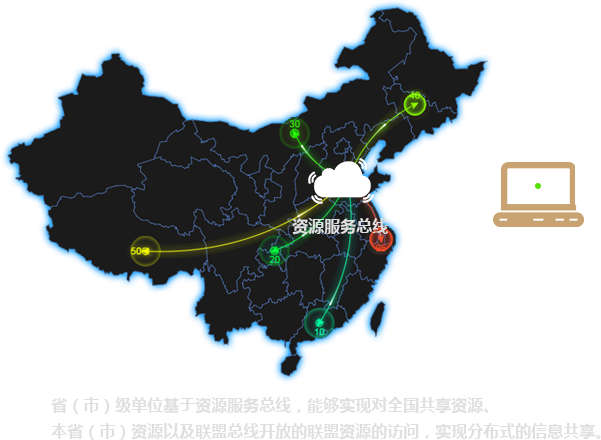 40
30
资源服务总线
50
20
10
省（市）级单位基于资源服务总线，能够实现对全国共享资源、
本省（市）资源以及联盟总线开放的联盟资源的访问，实现分布式的信息共享。